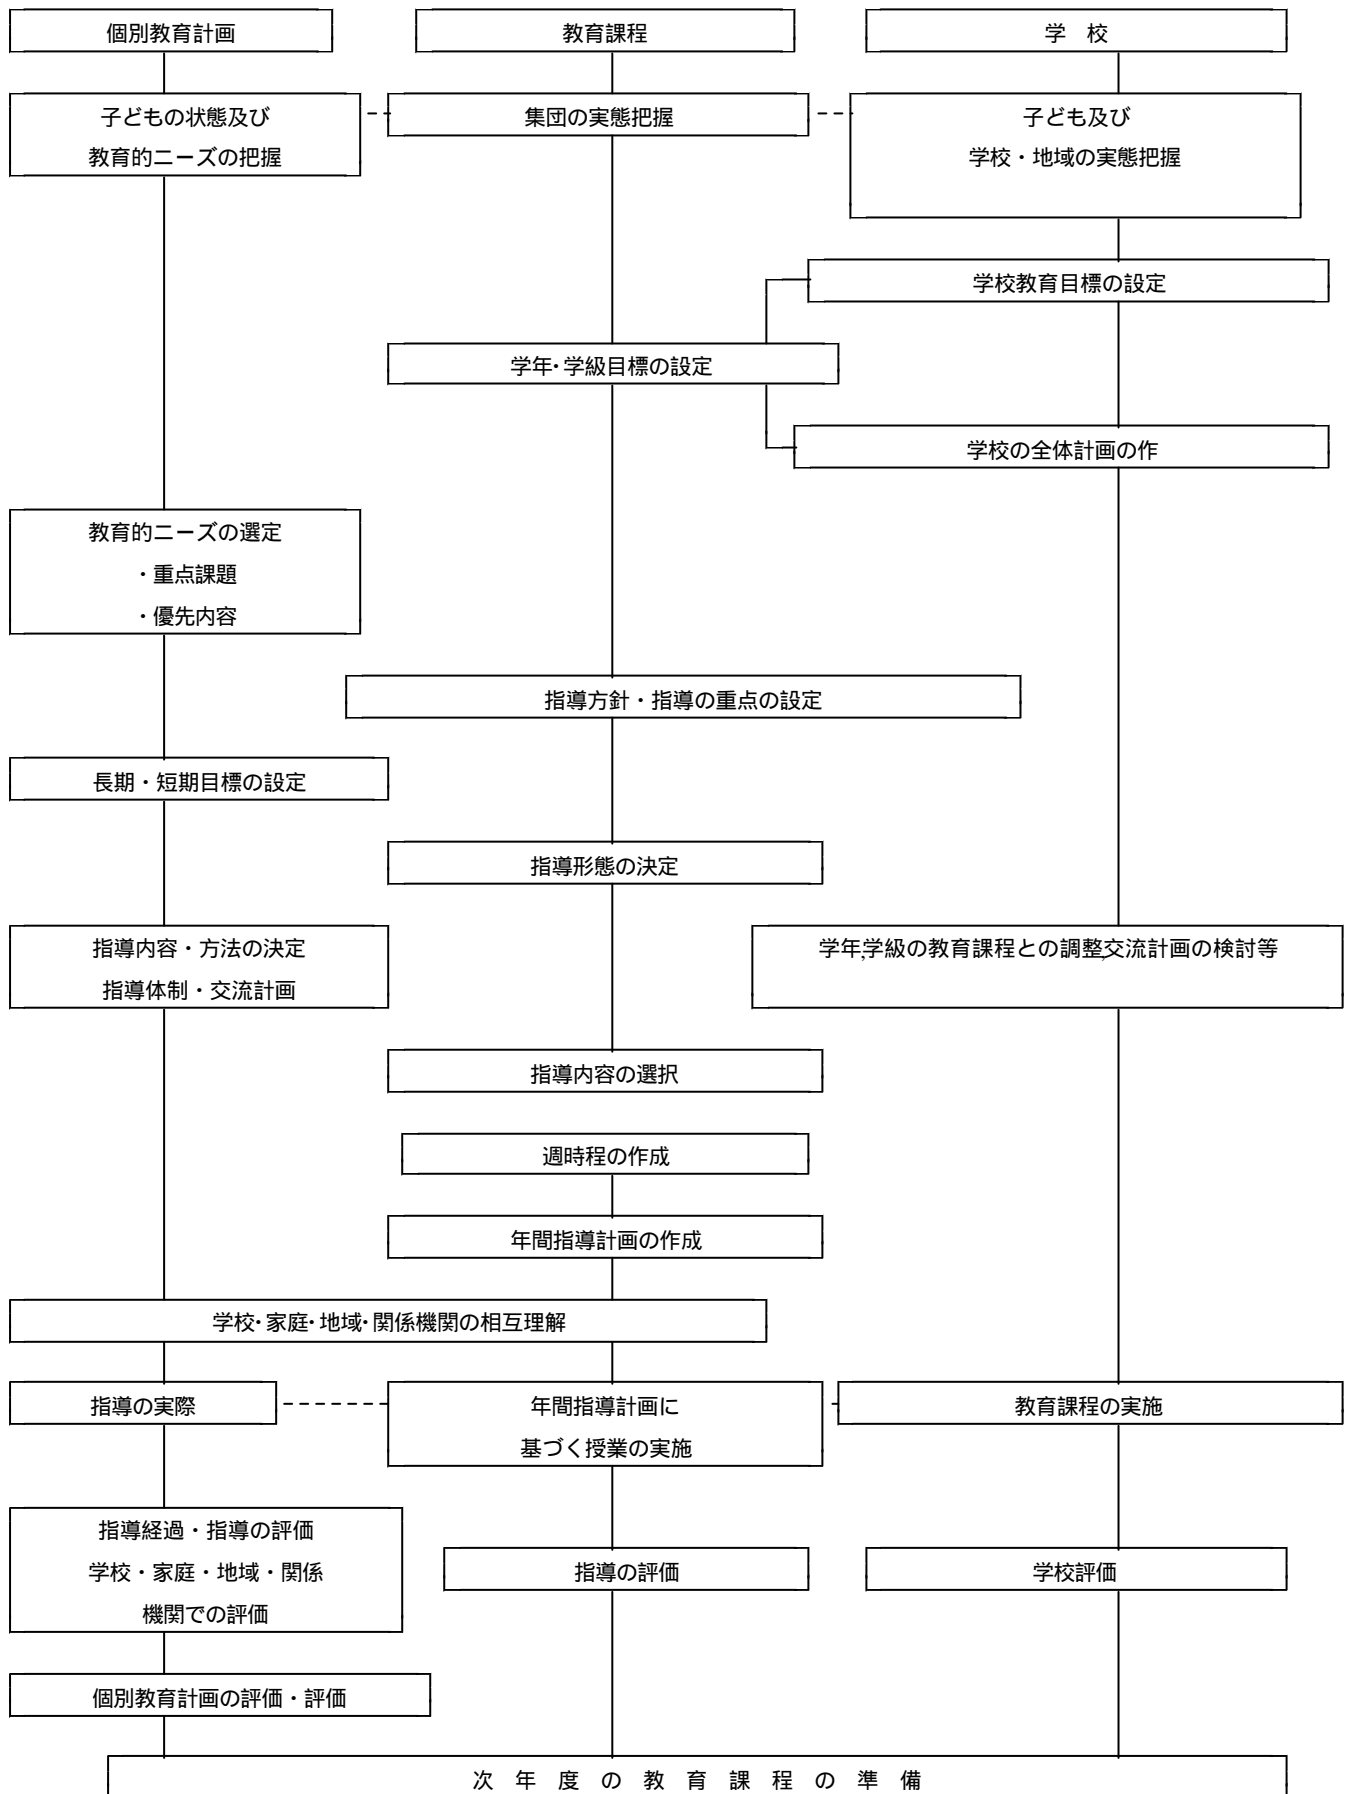 個別教育計画
教育課程
学　校
子どもの状態及び
教育的ニーズの把握
集団の実態把握
子ども及び
学校・地域の実態把握
学校教育目標の設定
学年・学級目標の設定
学校の全体計画の作
教育的ニーズの選定
・重点課題
・優先内容
指導方針・指導の重点の設定
長期・短期目標の設定
指導形態の決定
指導内容・方法の決定
指導体制・交流計画
学年,学級の教育課程との調整,交流計画の検討等
指導内容の選択
週時程の作成
年間指導計画の作成
学校・家庭・地域・関係機関の相互理解
指導の実際
年間指導計画に
基づく授業の実施
教育課程の実施
指導経過・指導の評価
学校・家庭・地域・関係
機関での評価
指導の評価
学校評価
個別教育計画の評価・評価
次　年　度　の　教　育　課　程　の　準　備